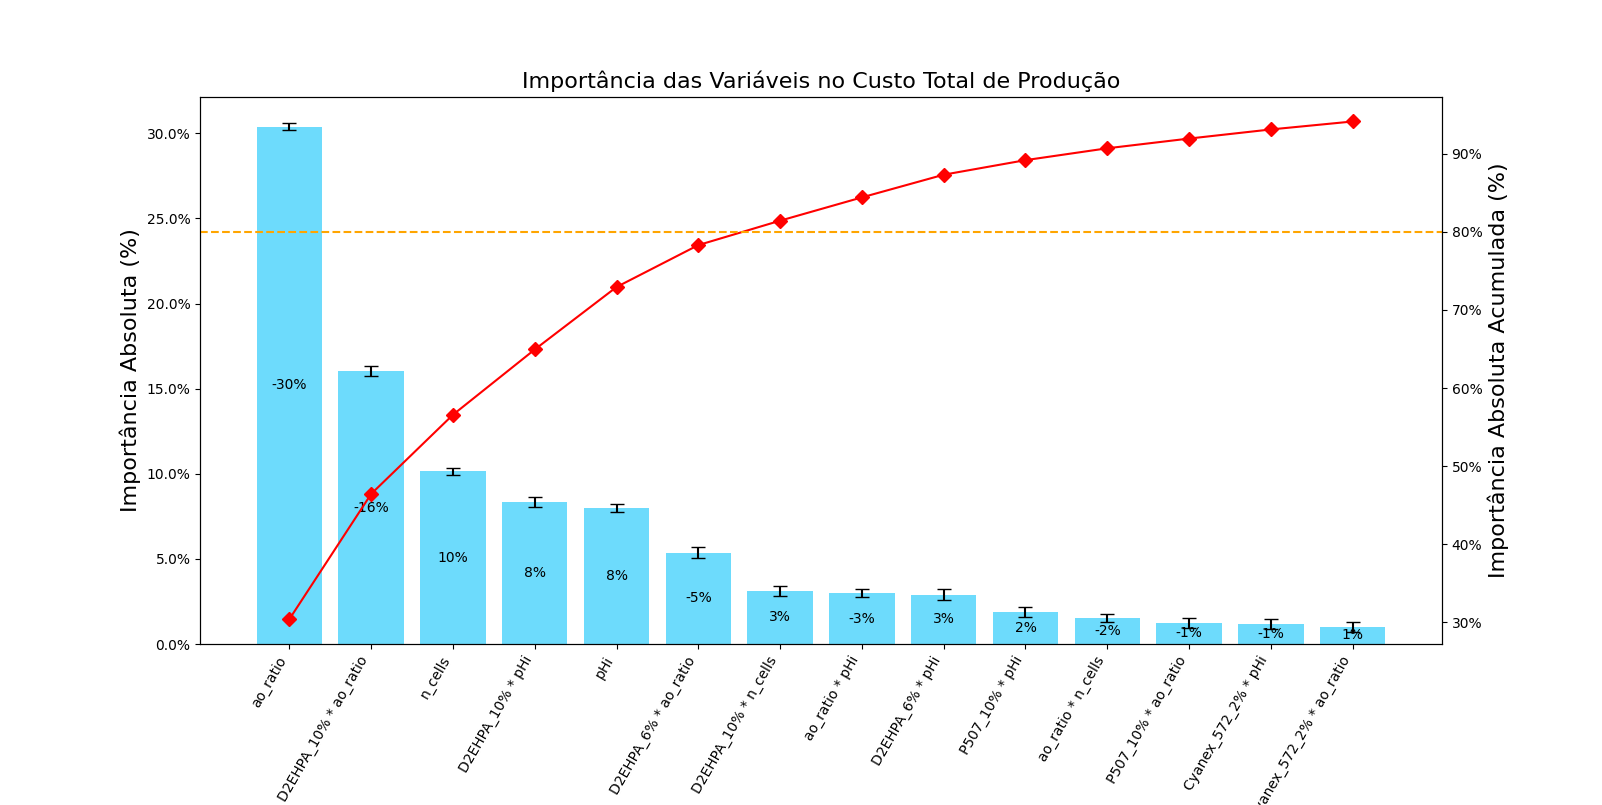 Importância das Variáveis no Custo Total de Produção
Importância Absoluta (%)
30.0%
25.0%
20.0%
15.0%
10.0%
5.0%
0.0%
-30%
-16%
10%
8%
8%
-5%
3%
-3%
3%
2%
-2%
-1%
-1%
1%
90%
80%
70%
60%
50%
40%
30%
Importância Absoluta Acumulada (%)
ao_ratio
D2EHPA_10% * ao_ratio
n_cells
D2EHPA_10% * pHi
pHi
D2EHPA_6% * ao_ratio
D2EHPA_10% * n_cells
ao_ratio * pHi
D2EHPA_6% * pHi
P507_10% * pHi
ao_ratio * n_cells
P507_10% * ao_ratio
Cyanex_572_2% * pHi
yanex_572_2% * ao_ratio